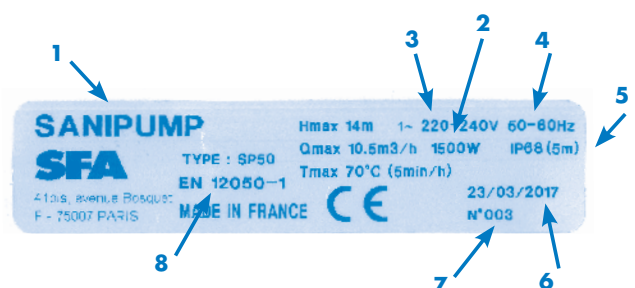 1
3
2
4
5
SANIPUMP
Hmax 14m 1~ 220-240V 50-60Hz
SFA
Qmax 10.5m3/h 1500W IP68 (5m)
TYPE : SP50
Tmax 70°C (5min/h)
41bis, avenue Bosquet
EN 12050-1
23/03/2017
F - 75007 PARIS
MADE IN FRANCE
CE
N°003
8
7
6